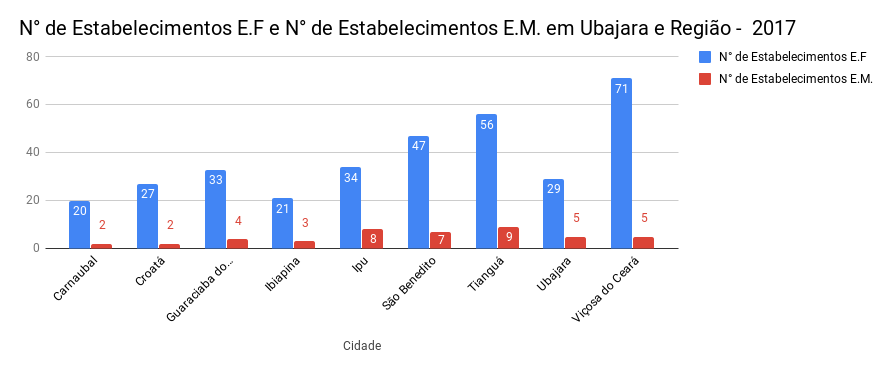 N° de Estabelecimentos E.F e N° de Estabelecimentos E.M. em Ubajara e Região - 2017
N° de Estabelecimentos E.F
N° de Estabelecimentos E.M.
80
60
40
20
0
20
2
27
2
33
4
21
3
34
8
47
7
56
9
29
5
71
5
Carnaubal
Croatá
Guaraciaba do…
Ibiapina
Ipu
São Benedito
Tianguá
Ubajara
Viçosa do Ceará
Cidade